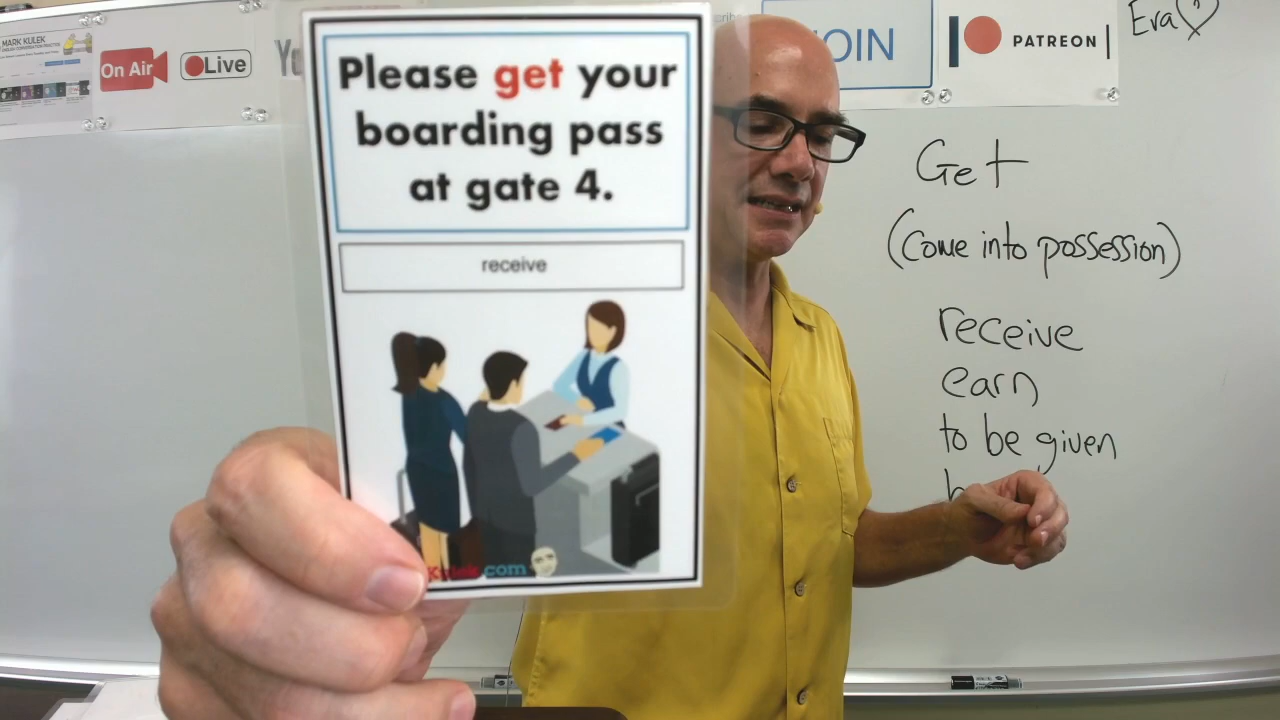 MARK KULEK
On Air
Live
Please get your
boarding pass
at gate 4.
receive
.com
JOIN
PATREON
Eva
Get
(Come into possession)
receive
earn
to be given